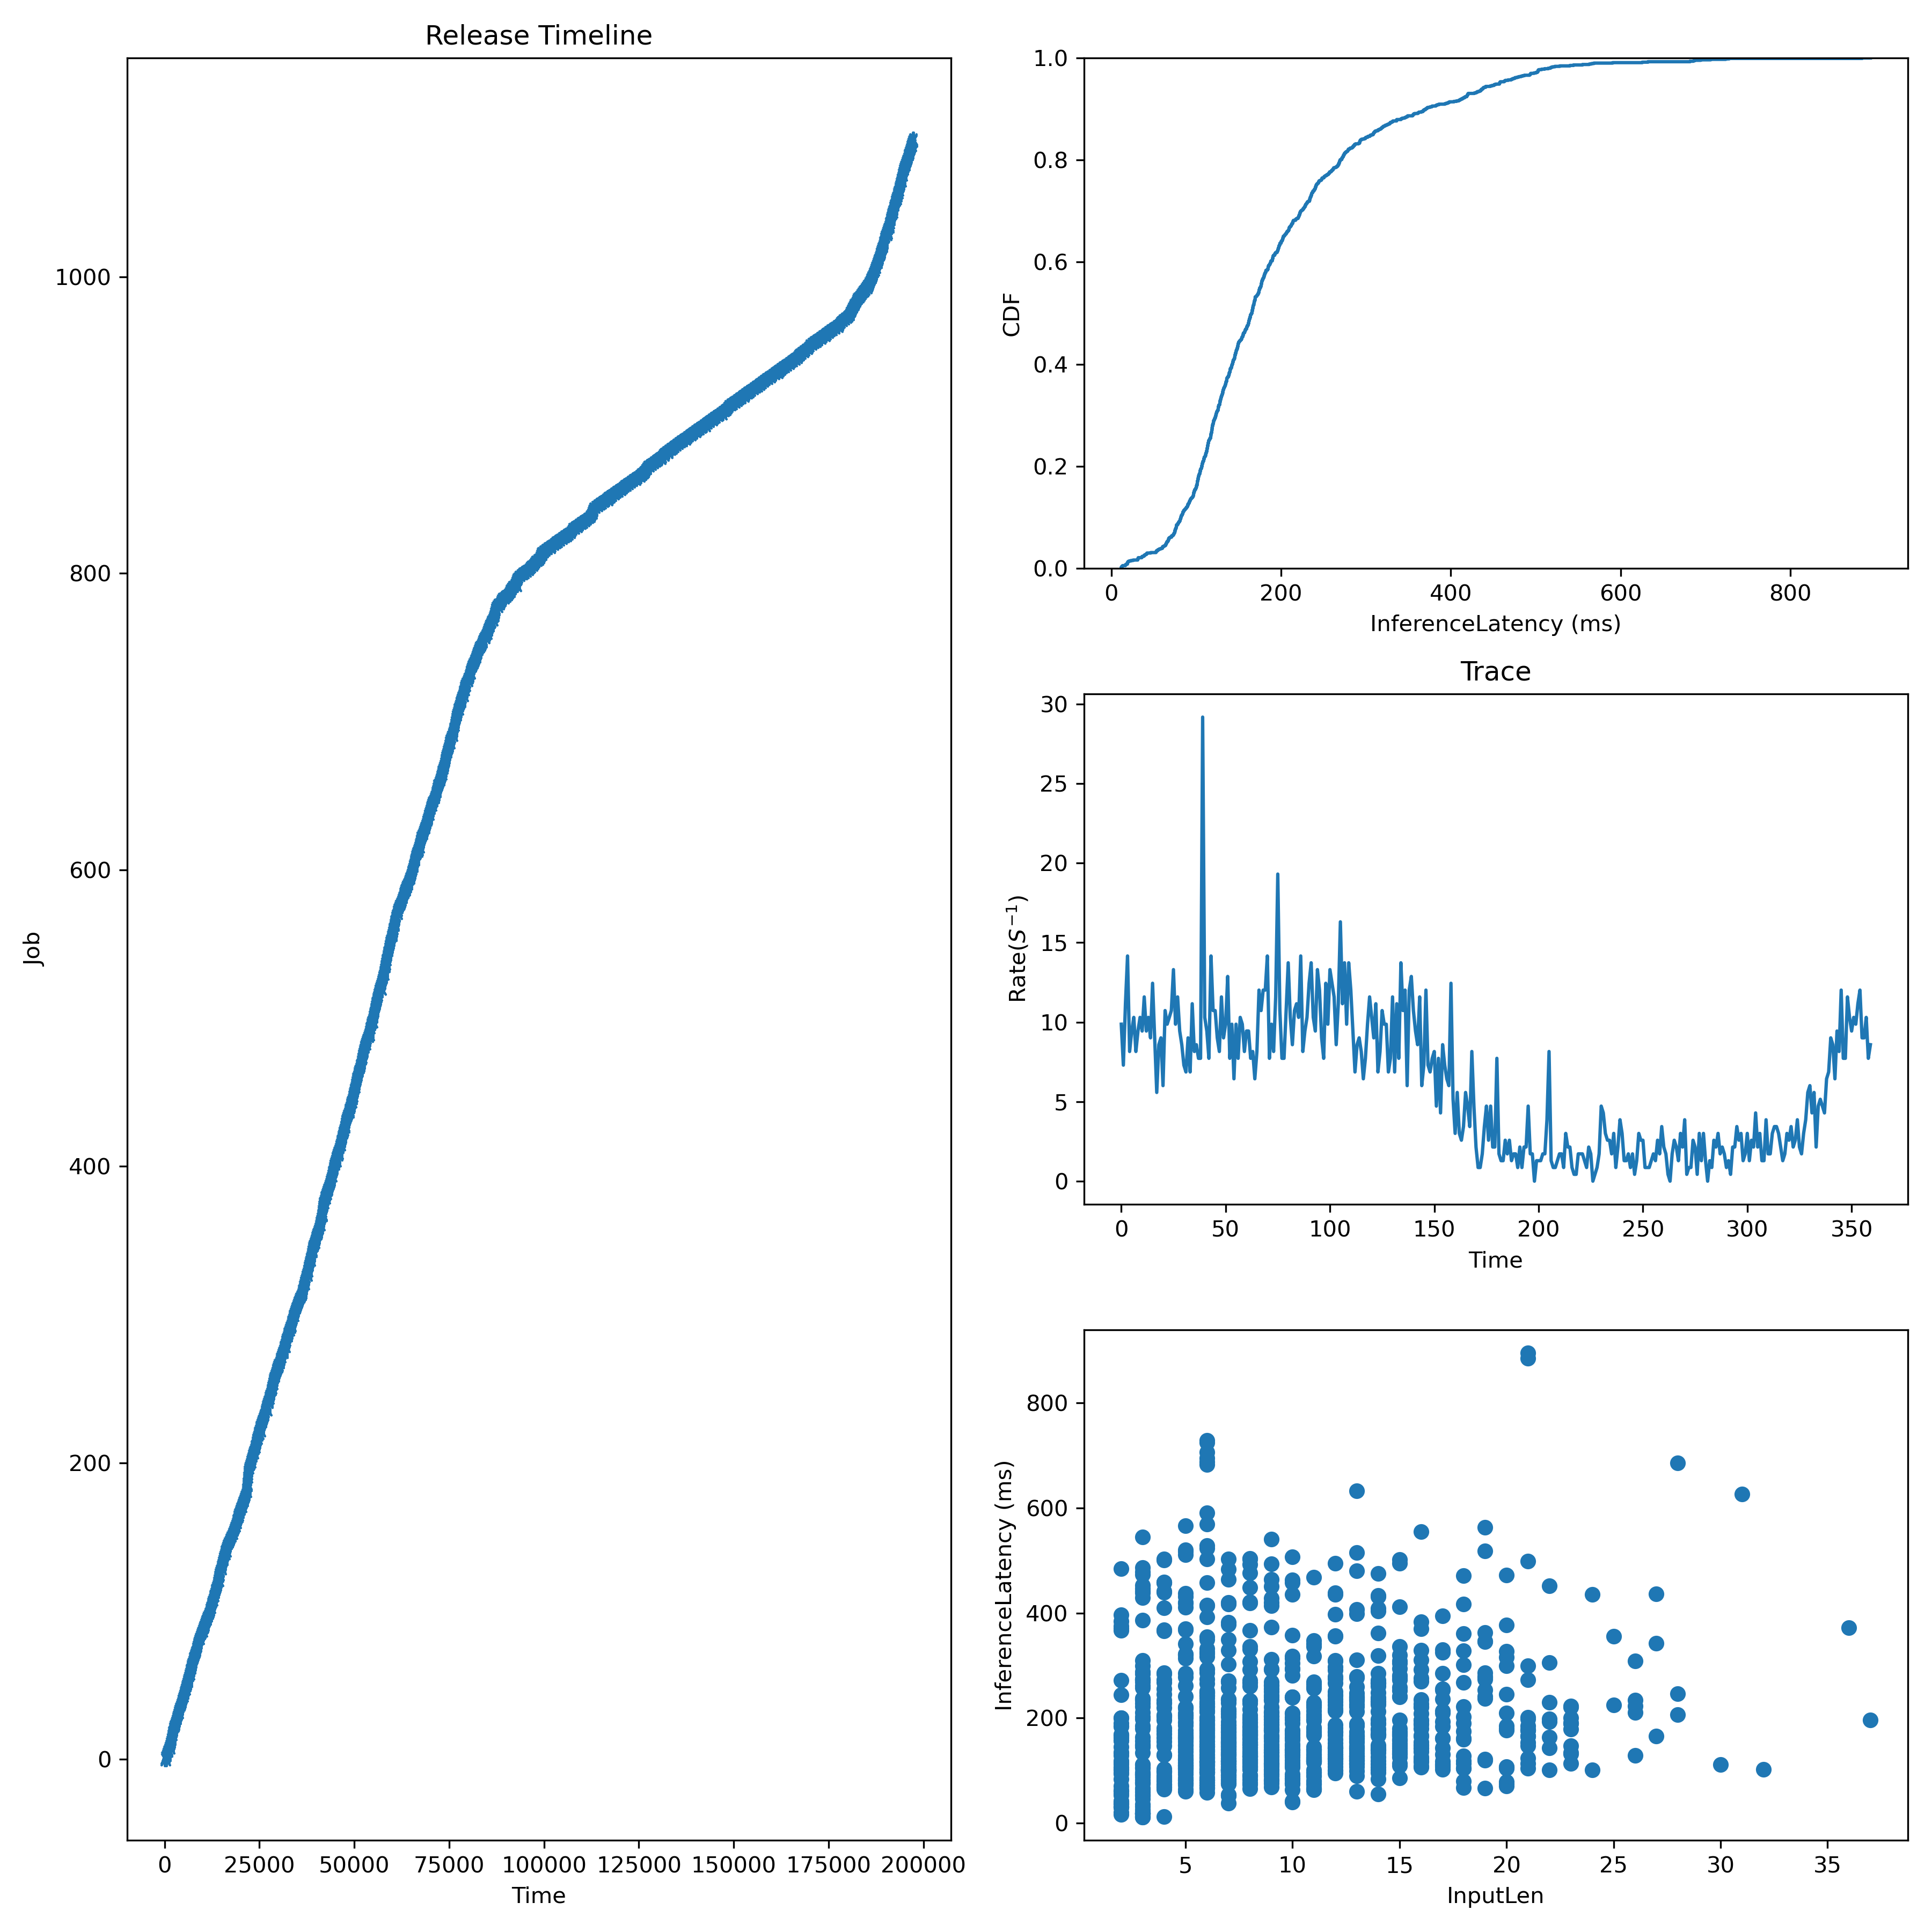 Release Timeline
Job
1000
800
600
400
200
0
0 25000 50000 75000 100000 125000 150000 175000 200000
Time
CDF
1.0
0.8
0.6
0.4
0.2
0.0
0 200 400 600 800
InferenceLatency (ms)
Trace
Rate(S⁻¹)
30
25
20
15
10
5
0
0 50 100 150 200 250 300 350
Time
InferenceLatency (ms)
800
600
400
200
0
5 10 15 20 25 30 35
InputLen